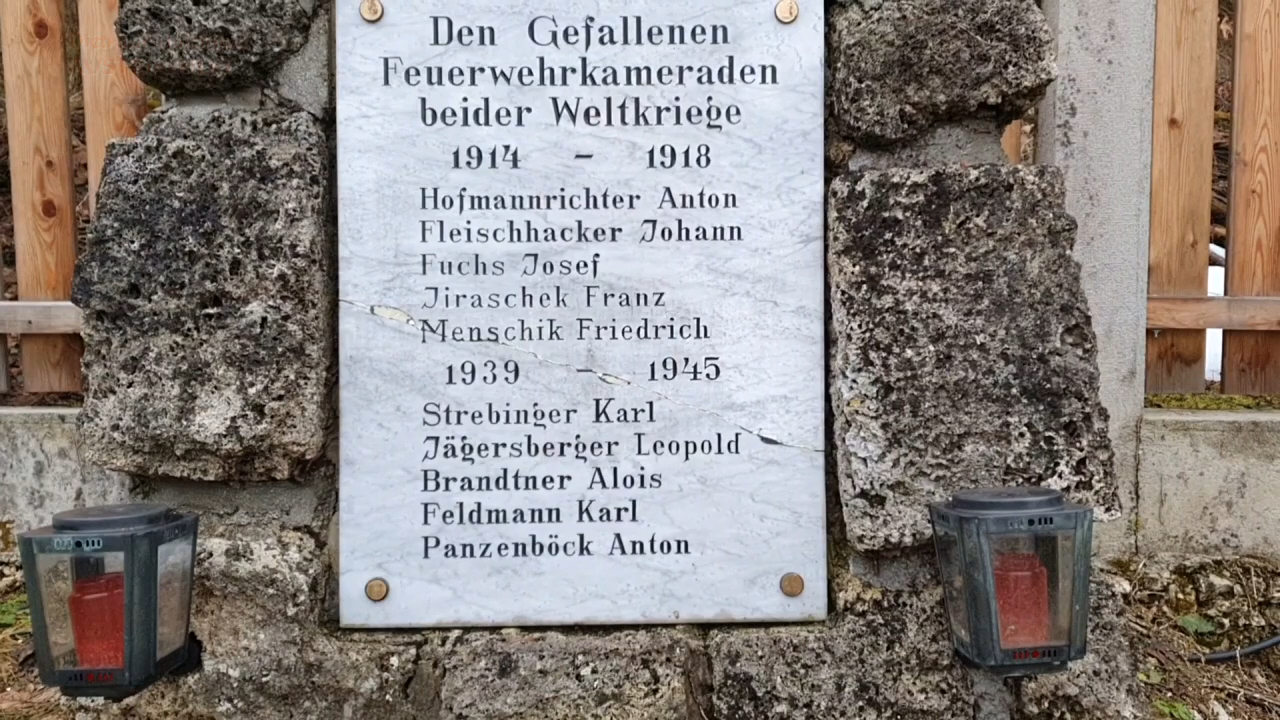 Den Gefallenen
Feuerwehrkameraden
beider Weltkriege
1914 - 1918
Hofmannrichter Anton
Fleischhacker Johann
Fuchs Josef
Jiraschek Franz
Menschik Friedrich
1939 - 1945
Strebinger Karl
Jägersberger Leopold
Brandtner Alois
Feldmann Karl
Panzenböck Anton